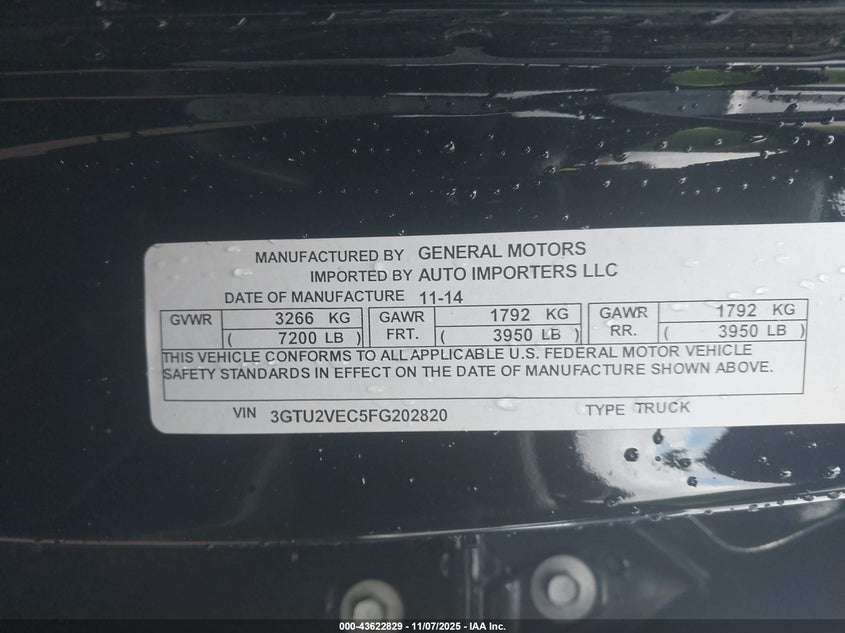 MANUFACTURED BY GENERAL MOTORS
IMPORTED BY AUTO IMPORTERS LLC
DATE OF MANUFACTURE 11-14
GVWR 3266 KG GAWR 1792 KG GAWR 1792 KG
( 7200 LB ) FRT. ( 3950 LB ) RR. ( 3950 LB )
THIS VEHICLE CONFORMS TO ALL APPLICABLE U.S. FEDERAL MOTOR VEHICLE
SAFETY STANDARDS IN EFFECT ON THE DATE OF MANUFACTURE SHOWN ABOVE.
VIN 3GTU2VEC5FG202820 TYPE TRUCK
000-43622829 | 11/07/2025 - IAA Inc.